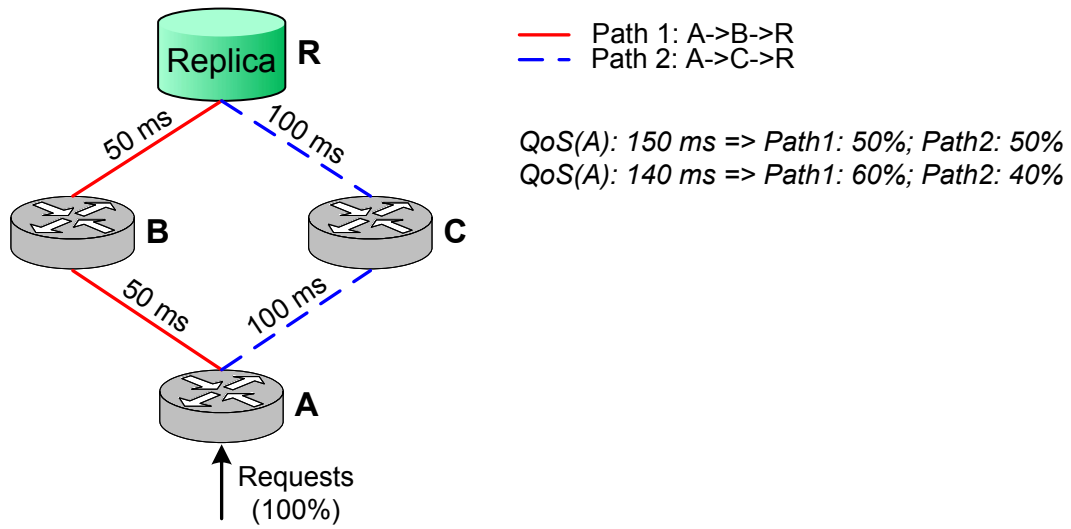 Replica
R
Path 1: A->B->R
Path 2: A->C->R
50 ms
100 ms
QoS(A): 150 ms => Path1: 50%; Path2: 50%
QoS(A): 140 ms => Path1: 60%; Path2: 40%
B
C
50 ms
100 ms
A
Requests
(100%)